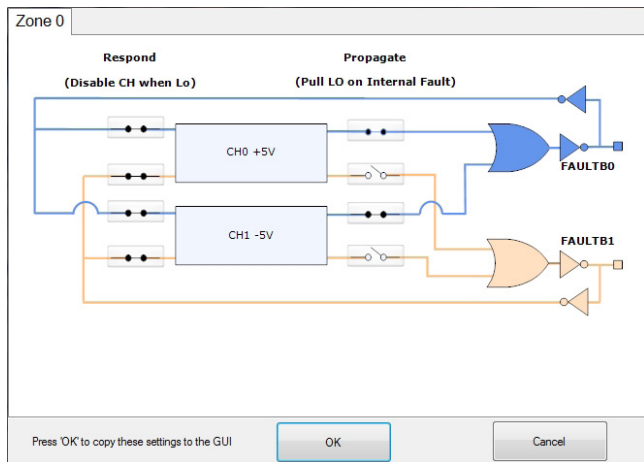 Zone 0
Respond
(Disable CH when Lo)
Propagate
(Pull LO on Internal Fault)
CH0 +5V
FAULTB0
CH1 -5V
FAULTB1
Press 'OK' to copy these settings to the GUI
OK
Cancel